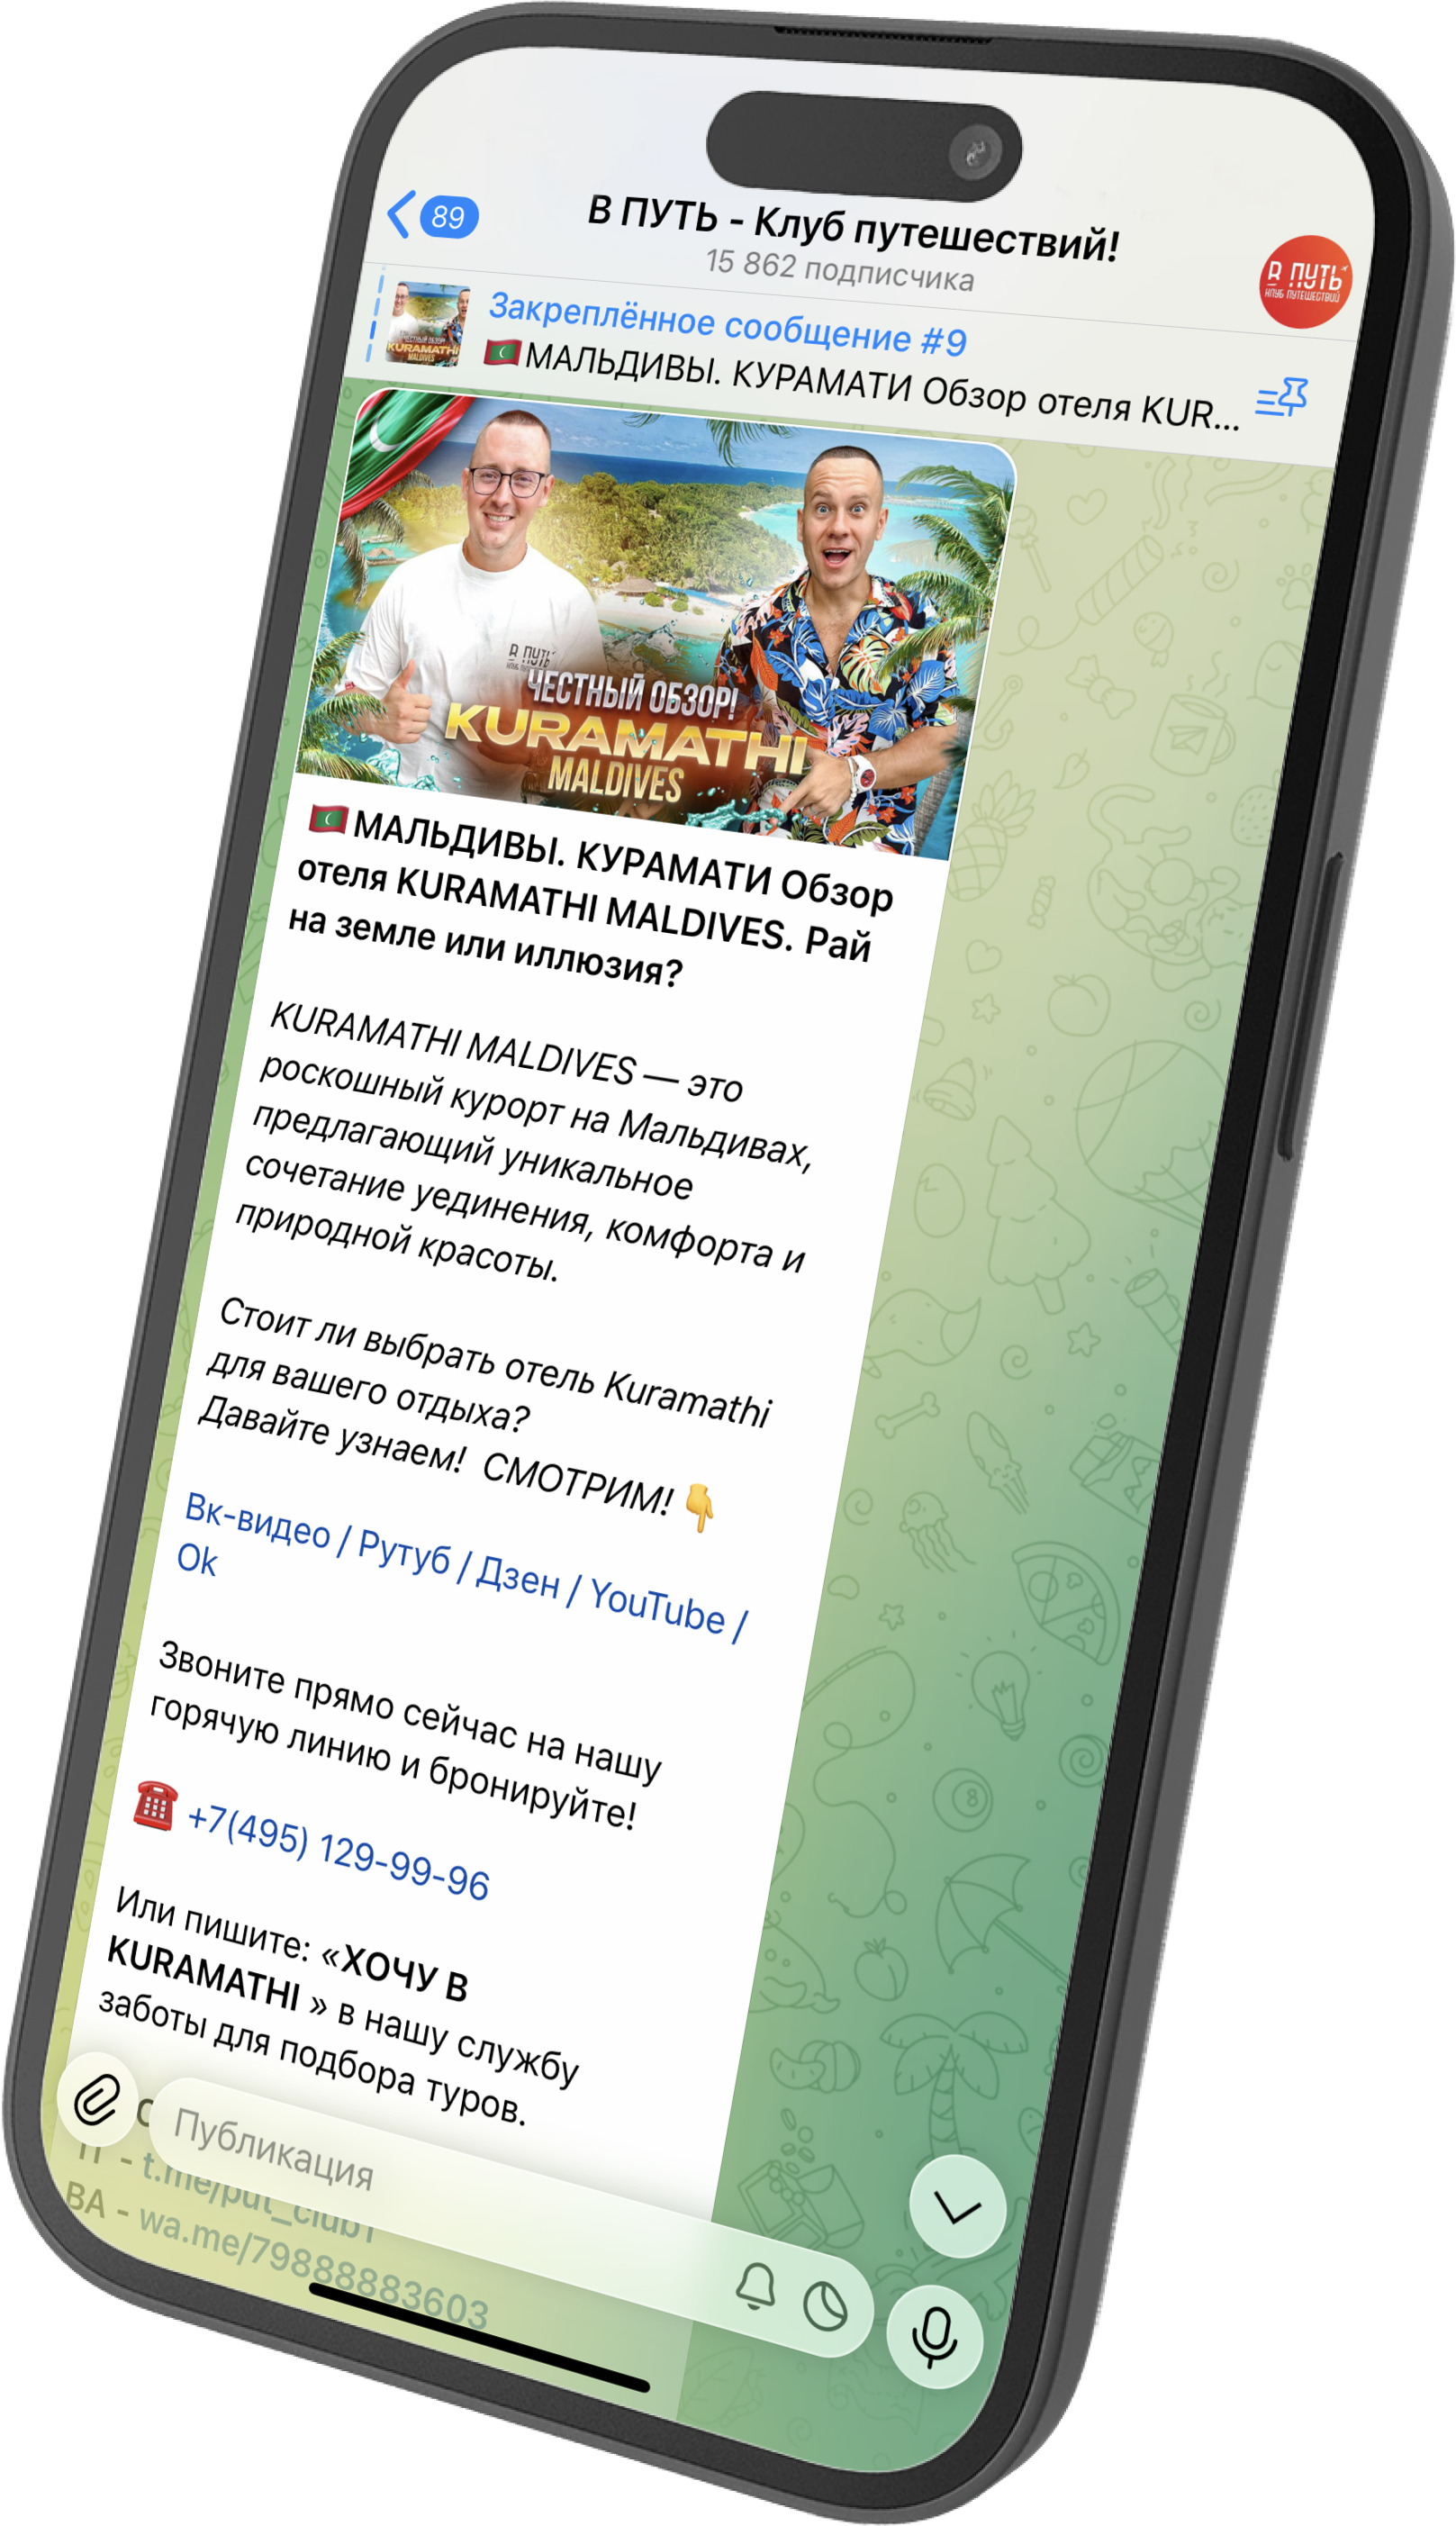 89
В ПУТЬ - Клуб путешествий!
15 862 подписчика
В ПУТЬ
КЛУБ ПУТЕШЕСТВИЙ
Закреплённое сообщение #9
🇲🇻МАЛЬДИВЫ. КУРАМАТИ Обзор отеля KUR...
ЧЕСТНЫЙ ОБЗОР!
KURAMATHI
MALDIVES
В ПУТЬ
ЧЕСТНЫЙ ОБЗОР!
KURAMATHI
MALDIVES
🇲🇻МАЛЬДИВЫ. КУРАМАТИ Обзор
отеля KURAMATHI MALDIVES. Рай
на земле или иллюзия?
KURAMATHI MALDIVES — это
роскошный курорт на Мальдивах,
предлагающий уникальное
сочетание уединения, комфорта и
природной красоты.
Стоит ли выбрать отель Kuramathi
для вашего отдыха?
Давайте узнаем! СМОТРИМ!👇
Вк-видео / Рутуб / Дзен / YouTube /
Ok
Звоните прямо сейчас на нашу
горячую линию и бронируйте!
☎️ +7(495) 129-99-96
Или пишите: «ХОЧУ В
KURAMATHI » в нашу службу
заботы для подбора туров.
Публикация
t.me/put_club1
ВА - wa.me/79888883603